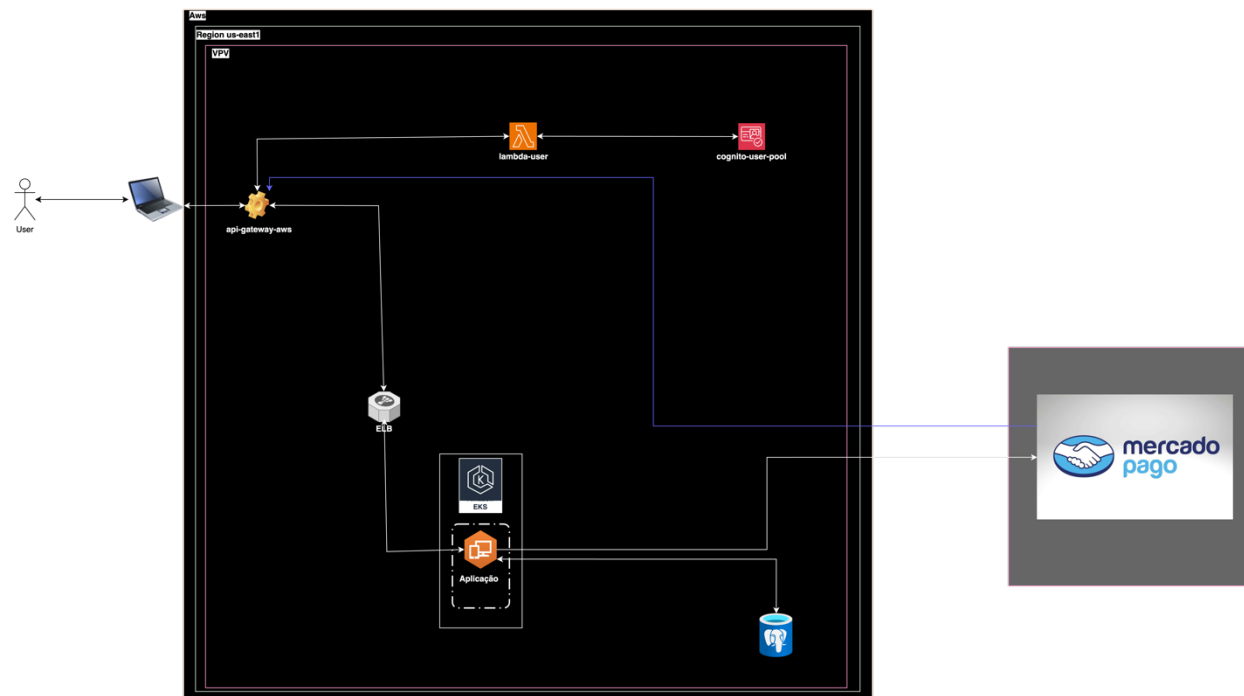 Aws
Region us-east1
VPV
lambda-user
cognito-user-pool
User
api-gateway-aws
ELB
mercado
pago
EKS
Aplicação